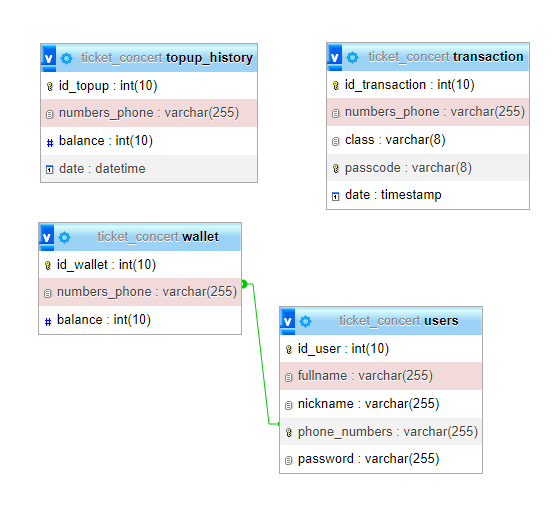 v ticket_concert topup_history
id_topup : int(10)
numbers_phone : varchar(255)
# balance : int(10)
date : datetime
v ticket_concert transaction
id_transaction : int(10)
numbers_phone : varchar(255)
class : varchar(8)
passcode : varchar(8)
date : timestamp
v ticket_concert wallet
id_wallet : int(10)
numbers_phone : varchar(255)
# balance : int(10)
v ticket_concert users
id_user : int(10)
fullname : varchar(255)
nickname : varchar(255)
phone_numbers : varchar(255)
password : varchar(255)